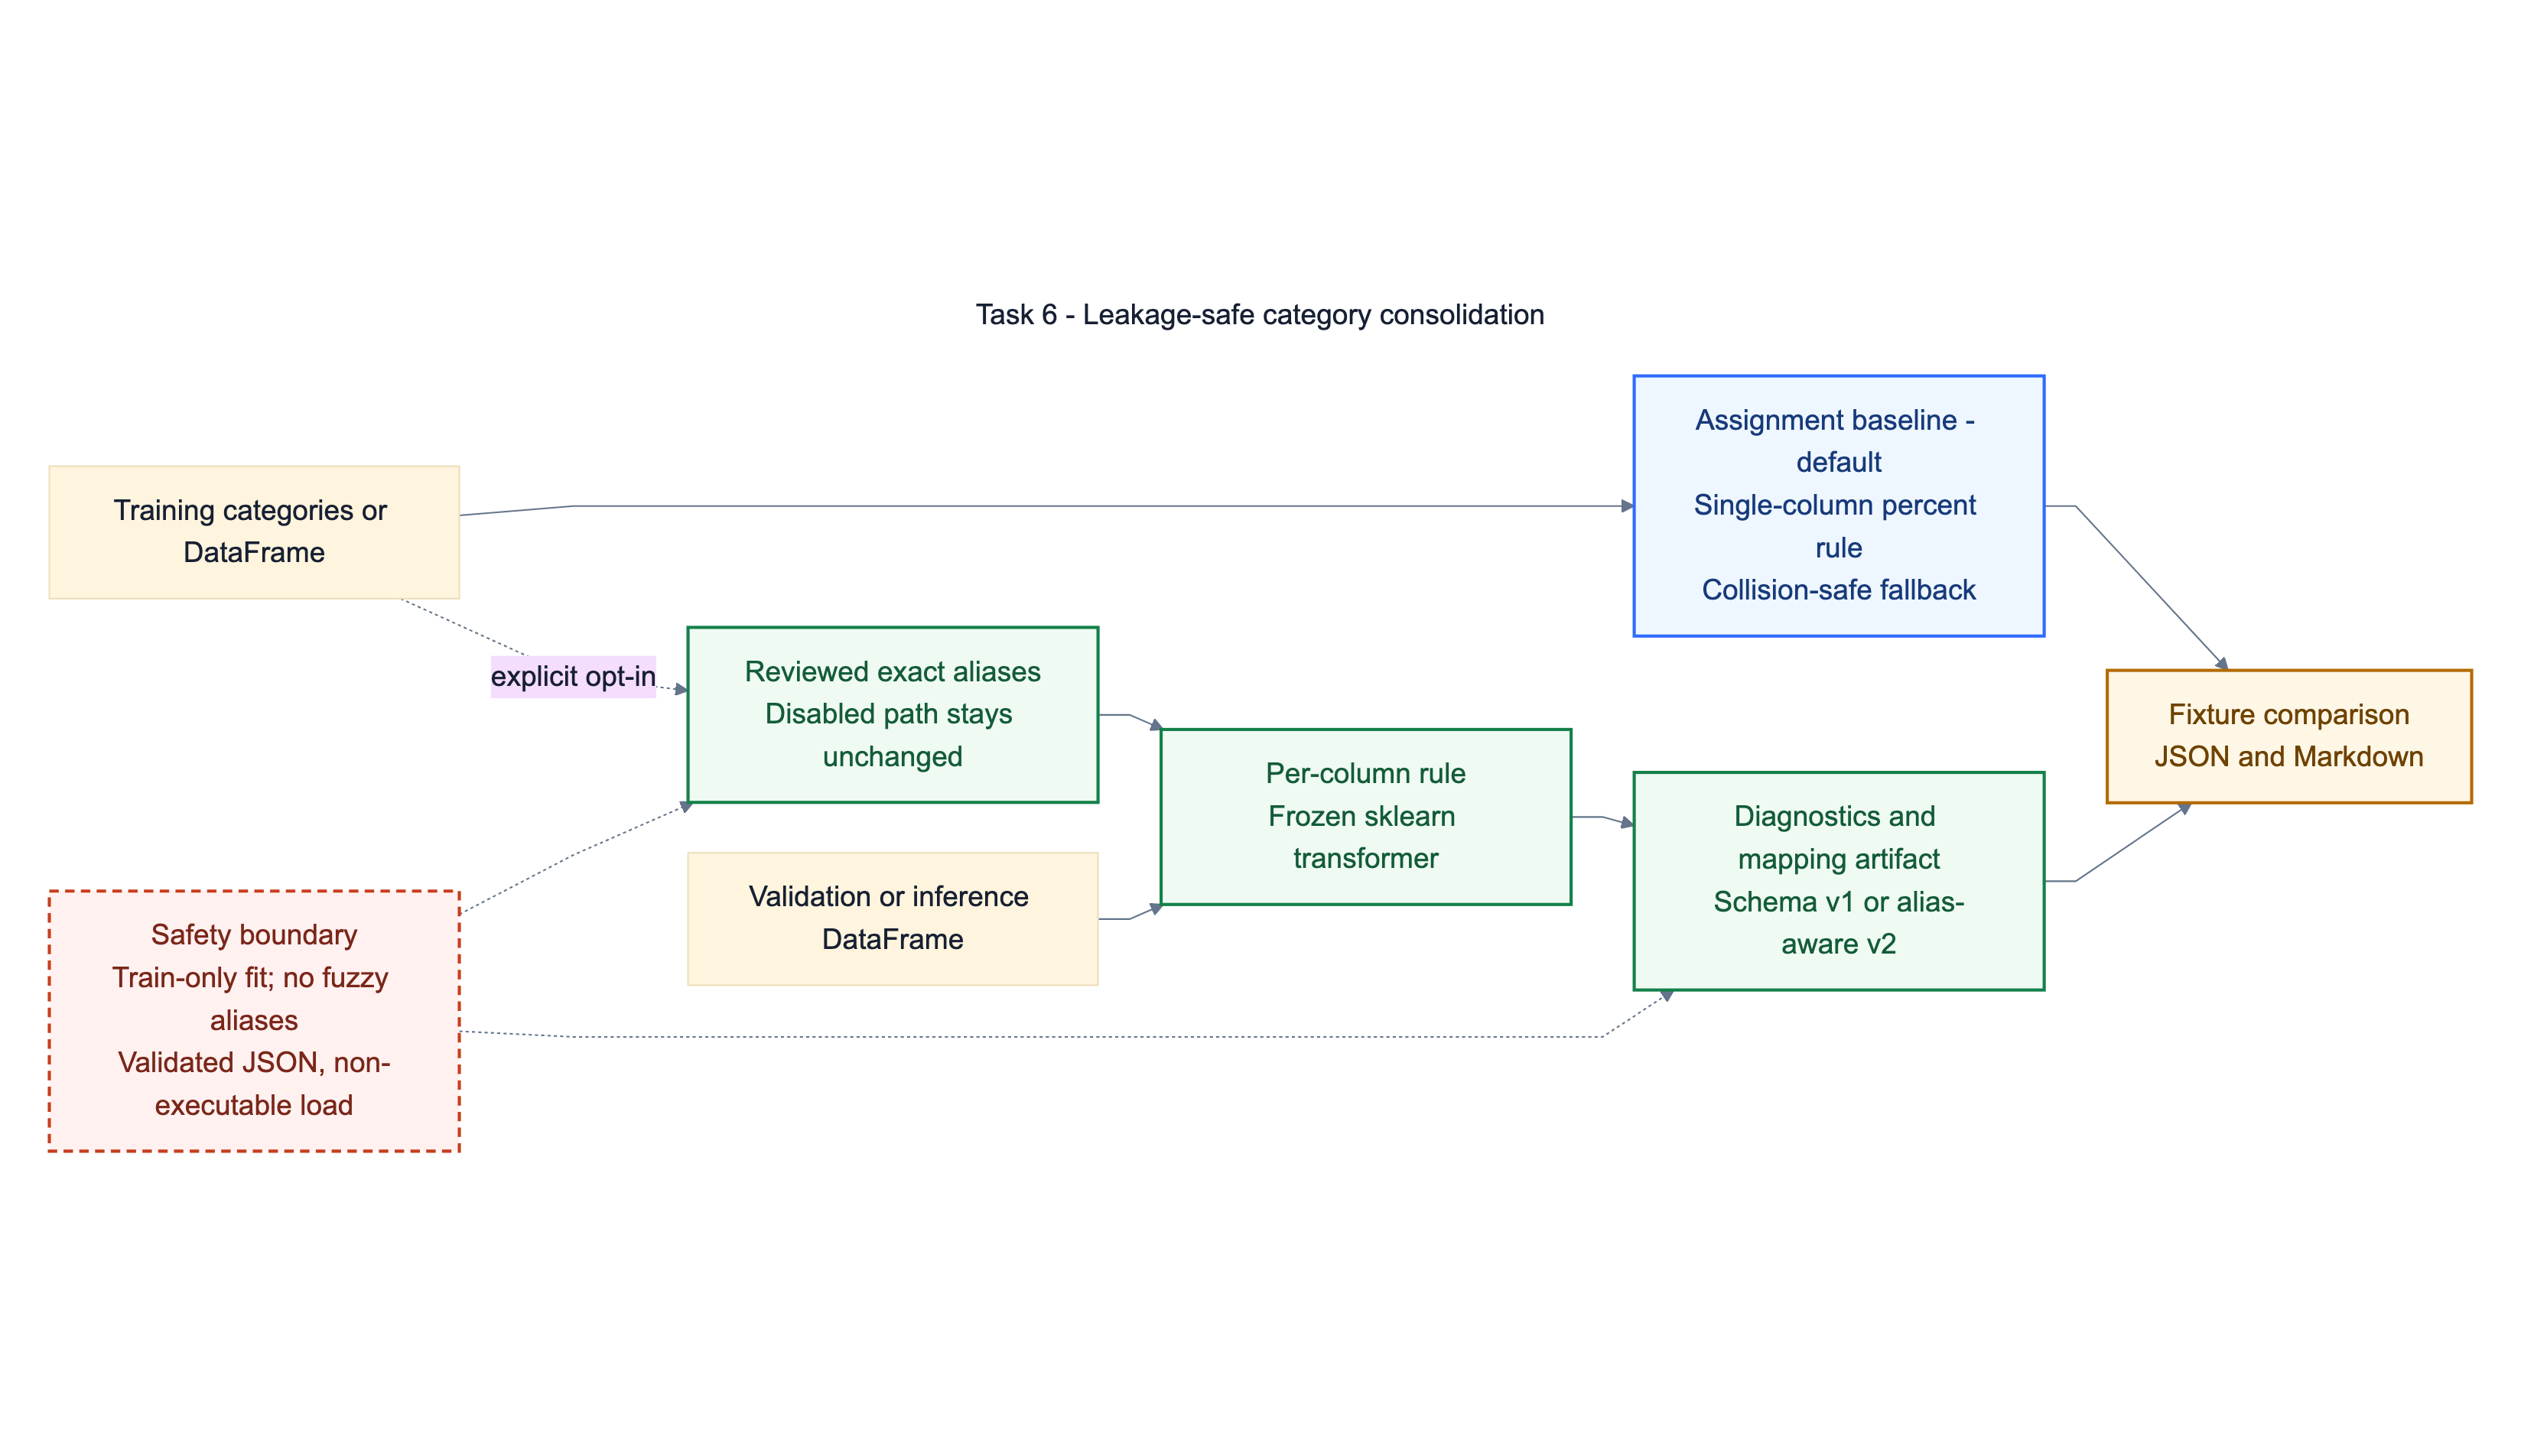 Task 6 - Leakage-safe category consolidation
Training categories or
DataFrame
explicit opt-in
Reviewed exact aliases
Disabled path stays
unchanged
Validation or inference
DataFrame
Safety boundary
Train-only fit; no fuzzy
aliases
Validated JSON, non-
executable load
Per-column rule
Frozen sklearn
transformer
Assignment baseline -
default
Single-column percent
rule
Collision-safe fallback
Diagnostics and
mapping artifact
Schema v1 or alias-
aware v2
Fixture comparison
JSON and Markdown